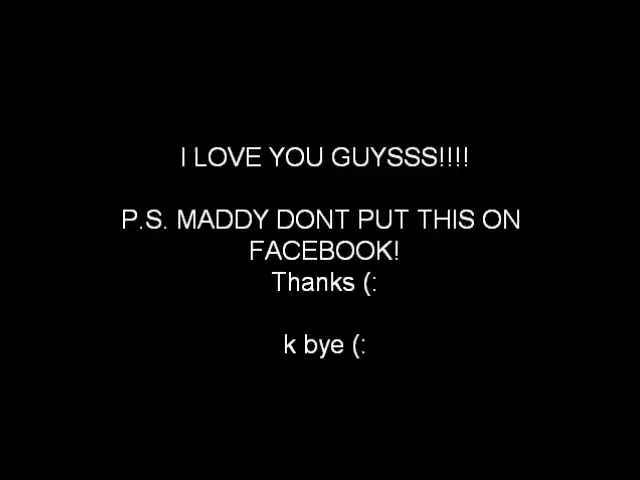 I LOVE YOU GUYSSS!!!!
P.S. MADDY DONT PUT THIS ON
FACEBOOK!
Thanks (:
k bye (: